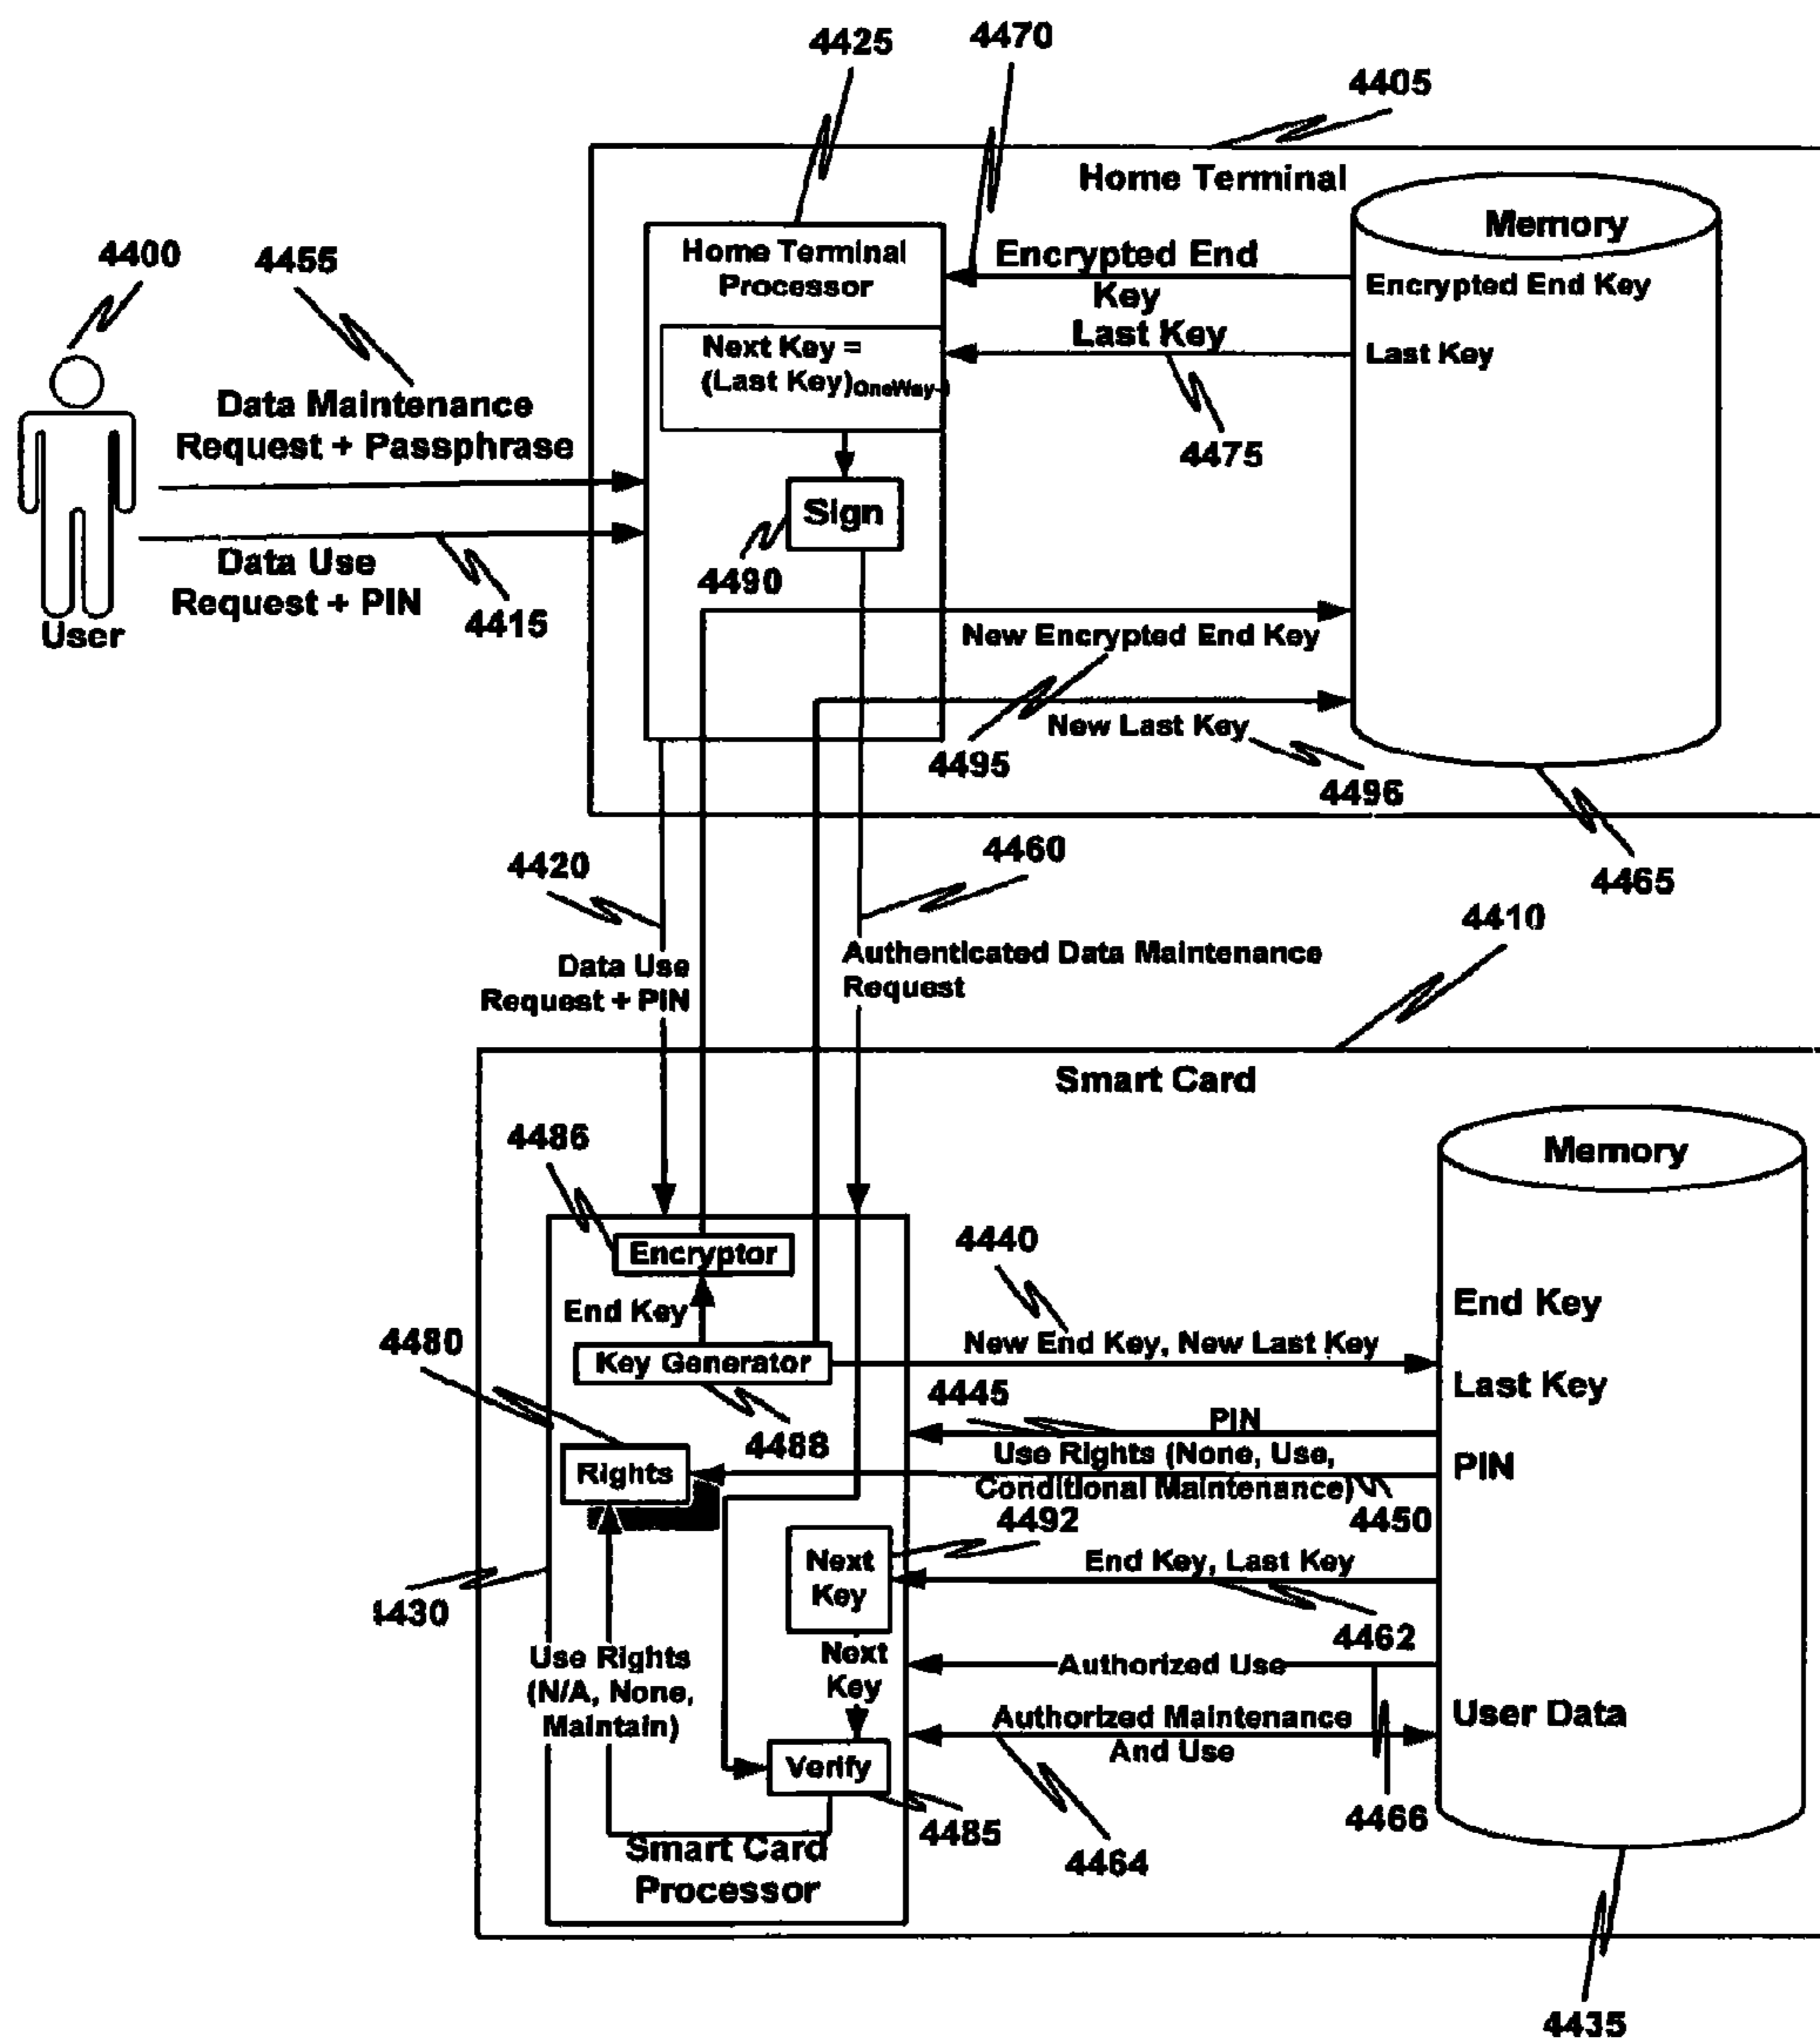 4425
4470
4405
Home Terminal
4400
4455
Home Terminal
Processor
Encrypted End
Key
Memory
Encrypted End Key
Next Key =
(Last Key)OneWay-1
Last Key
Last Key
4475
Data Maintenance
Request + Passphrase
Sign
4490
Data Use
Request + PIN
4415
User
New Encrypted End Key
4495
New Last Key
4496
4465
4420
4460
4410
Data Use
Request + PIN
Authenticated Data Maintenance
Request
Smart Card
Memory
4486
Encryptor
4440
End Key
End Key
4480
Key Generator
New End Key, New Last Key
Last Key
4445
PIN
4488
Rights
Use Rights (None, Use,
Conditional Maintenance)
PIN
4450
4492
Next
Key
End Key, Last Key
4430
4462
Use Rights
(N/A, None,
Maintain)
Next
Key
Authorized Use
Authorized Maintenance
And Use
User Data
Verify
4485
4466
4464
Smart Card
Processor
4435